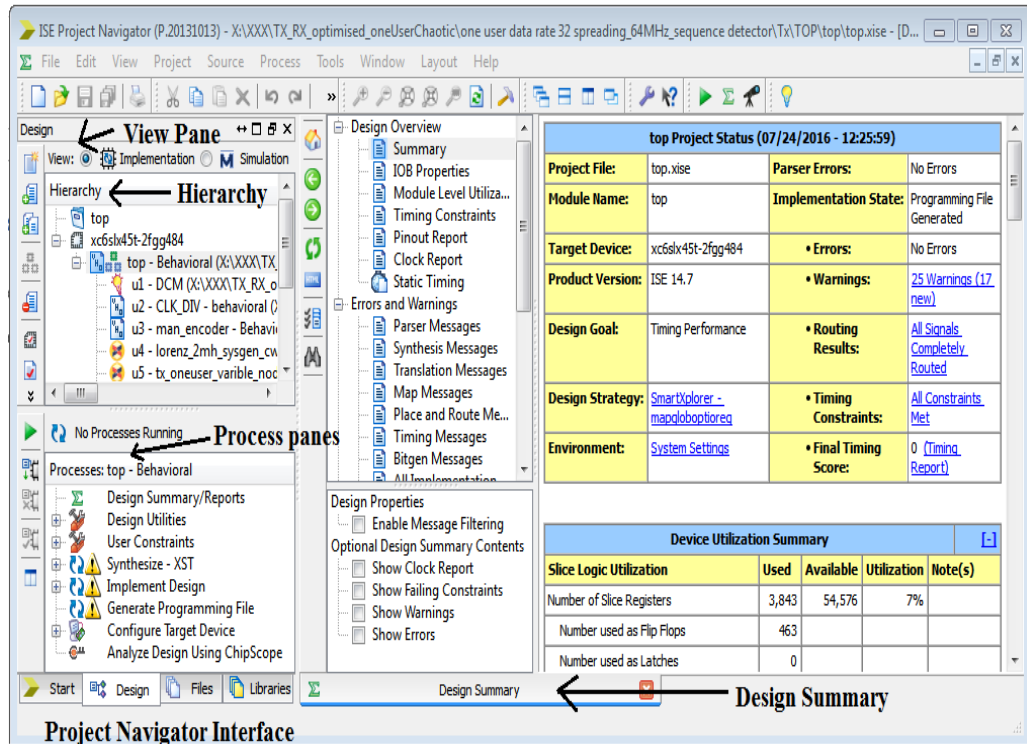 ISE Project Navigator (P.20131013) - X:\XXX\TX_RX_optimised_oneUserChaotic\one user data rate 32 spreading_64MHz_sequence detector\Tx\TOP\top\top.xise - [D...
File Edit View Project Source Process Tools Window Layout Help
Design
View Pane
View: Implementation Simulation
Hierarchy
Hierarchy
top
xc6slx45t-2fgg484
top - Behavioral (X:\XXX\TX_
u1 - DCM (X:\XXX\TX_RX_o
u2 - CLK_DIV - behavioral (
u3 - man_encoder - Behavi
u4 - lorenz_2mh_sysgen_cw
u5 - tx_oneuser_varible_noc
No Processes Running
Process panes
Processes: top - Behavioral
Design Summary/Reports
Design Utilities
User Constraints
Synthesize - XST
Implement Design
Generate Programming File
Configure Target Device
Analyze Design Using ChipScope
Start Design Files Libraries
Design Overview
Summary
IOB Properties
Module Level Utiliza...
Timing Constraints
Pinout Report
Clock Report
Static Timing
Errors and Warnings
Parser Messages
Synthesis Messages
Translation Messages
Map Messages
Place and Route Me...
Timing Messages
Bitgen Messages
All Implementation
Design Properties
Enable Message Filtering
Optional Design Summary Contents
Show Clock Report
Show Failing Constraints
Show Warnings
Show Errors
top Project Status (07/24/2016 - 12:25:59)
Project File: top.xise Parser Errors: No Errors
Module Name: top Implementation State: Programming File Generated
Target Device: xc6slx45t-2fgg484 • Errors: No Errors
Product Version: ISE 14.7 • Warnings: 25 Warnings (17 new)
Design Goal: Timing Performance • Routing Results: All Signals Completely Routed
Design Strategy: SmartXplorer - mapgloboptioreg • Timing Constraints: All Constraints Met
Environment: System Settings • Final Timing Score: 0 (Timing Report)
Device Utilization Summary [-]
Slice Logic Utilization Used Available Utilization Note(s)
Number of Slice Registers 3,843 54,576 7%
Number used as Flip Flops 463
Number used as Latches 0
Design Summary
Design Summary
Project Navigator Interface